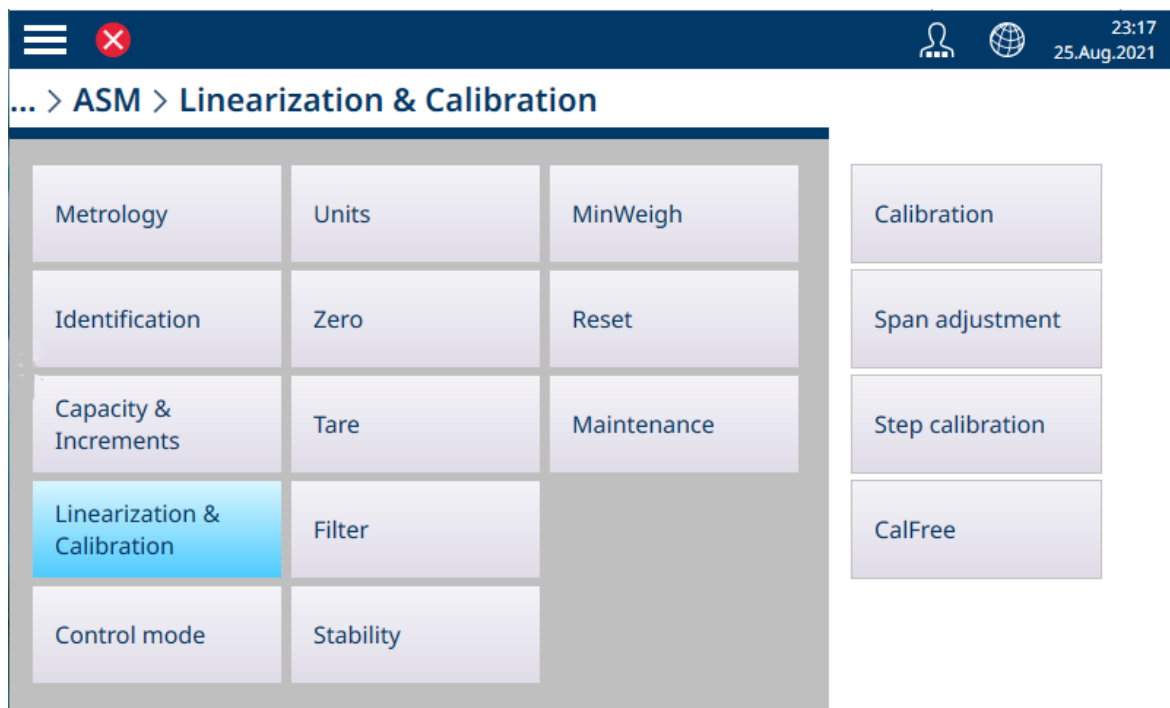 23:17
25.Aug.2021
... > ASM > Linearization & Calibration
Metrology
Units
MinWeigh
Calibration
Identification
Zero
Reset
Span adjustment
Capacity &
Increments
Tare
Maintenance
Step calibration
Linearization &
Calibration
Filter
CalFree
Control mode
Stability